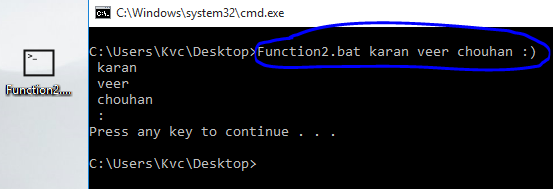 C:\Windows\system32\cmd.exe
C:\Users\Kvc\Desktop>Function2.bat karan veer chouhan :)
karan
veer
chouhan
:
Press any key to continue . . .
C:\Users\Kvc\Desktop>
>_
Function2....